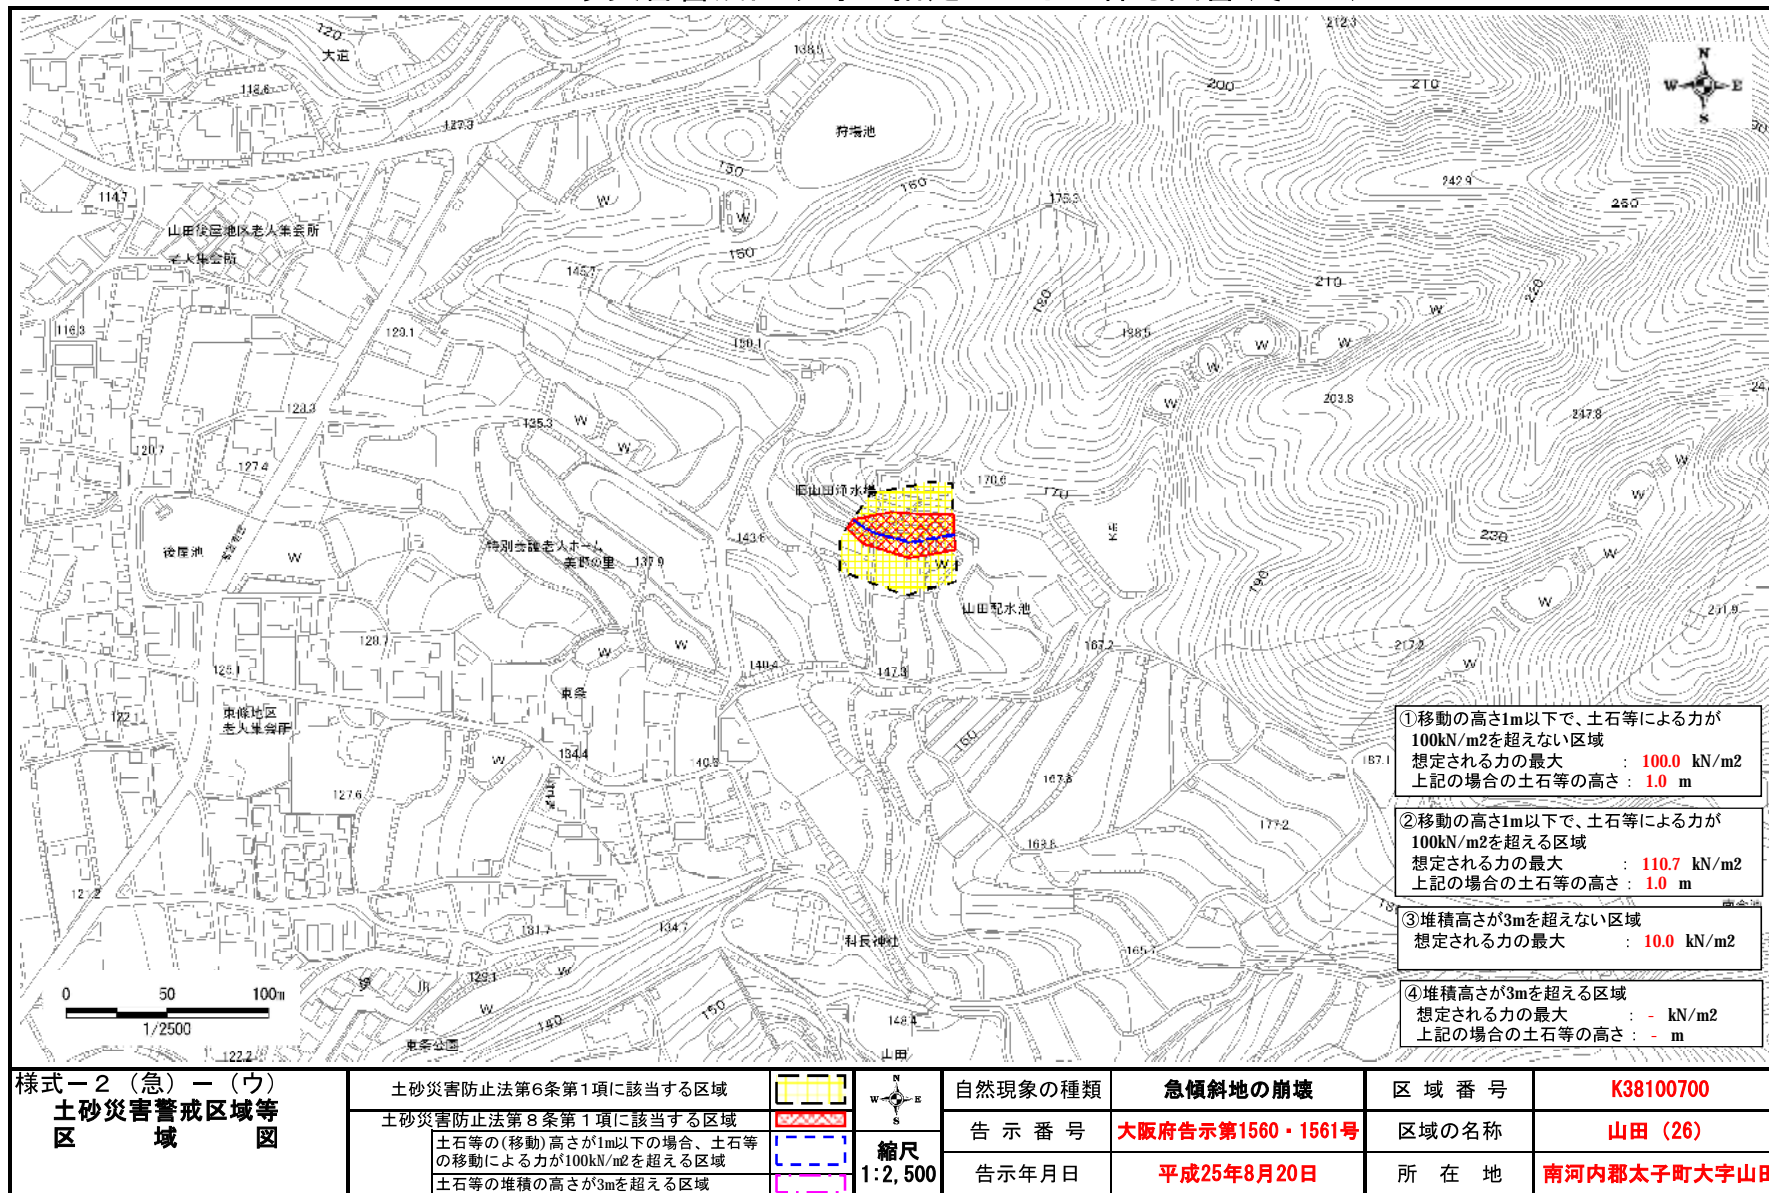 212.3
120
大道
138.5
118.6
127.3
200
210
N
W
E
S
狩場池
150
160
175.3
242.9
250
114.7
W
W
山田後屋地区老人集会所
老人集会所
150
145.7
180
210
220
W
116.3
129.1
150.1
188.5
W
W
W
W
203.8
247.8
123.3
125.3
W
W
120.7
127.4
旧山田浄水場
170.6
170
W
W
後屋池
W
特別養護老人ホーム
美野の里
137.9
143.8
W
山田配水池
230
W
190
W
251.9
128.7
W
W
140.4
147.3
167.2
217.2
W
125.1
東条
122.1
東條地区
老人集会所
134.4
W
140.8
160
167.8
187.1
127.6
177.2
169.8
121.2
131.7
134.7
科長神社
165.7
129.1
W
W
川
140
150
148.4
122.2
東条公園
山田
①移動の高さ1m以下で、土石等による力が
100kN/m2を超えない区域
想定される力の最大 : 100.0 kN/m2
上記の場合の土石等の高さ : 1.0 m
②移動の高さ1m以下で、土石等による力が
100kN/m2を超える区域
想定される力の最大 : 110.7 kN/m2
上記の場合の土石等の高さ : 1.0 m
③堆積高さが3mを超えない区域
想定される力の最大 : 10.0 kN/m2
④堆積高さが3mを超える区域
想定される力の最大 : - kN/m2
上記の場合の土石等の高さ : - m
0 50 100m
1/2500
様式－2（急）－（ウ）
土砂災害警戒区域等
区 域 図
土砂災害防止法第6条第1項に該当する区域
土砂災害防止法第８条第１項に該当する区域
土石等の(移動)高さが1m以下の場合、土石等
の移動による力が100kN/m2を超える区域
土石等の堆積の高さが3mを超える区域
N
W
E
S
縮尺
1:2,500
自然現象の種類 急傾斜地の崩壊
告示番号 大阪府告示第1560・1561号
告示年月日 平成25年8月20日
区域番号 K38100700
区域の名称 山田（26）
所在地 南河内郡太子町大字山田